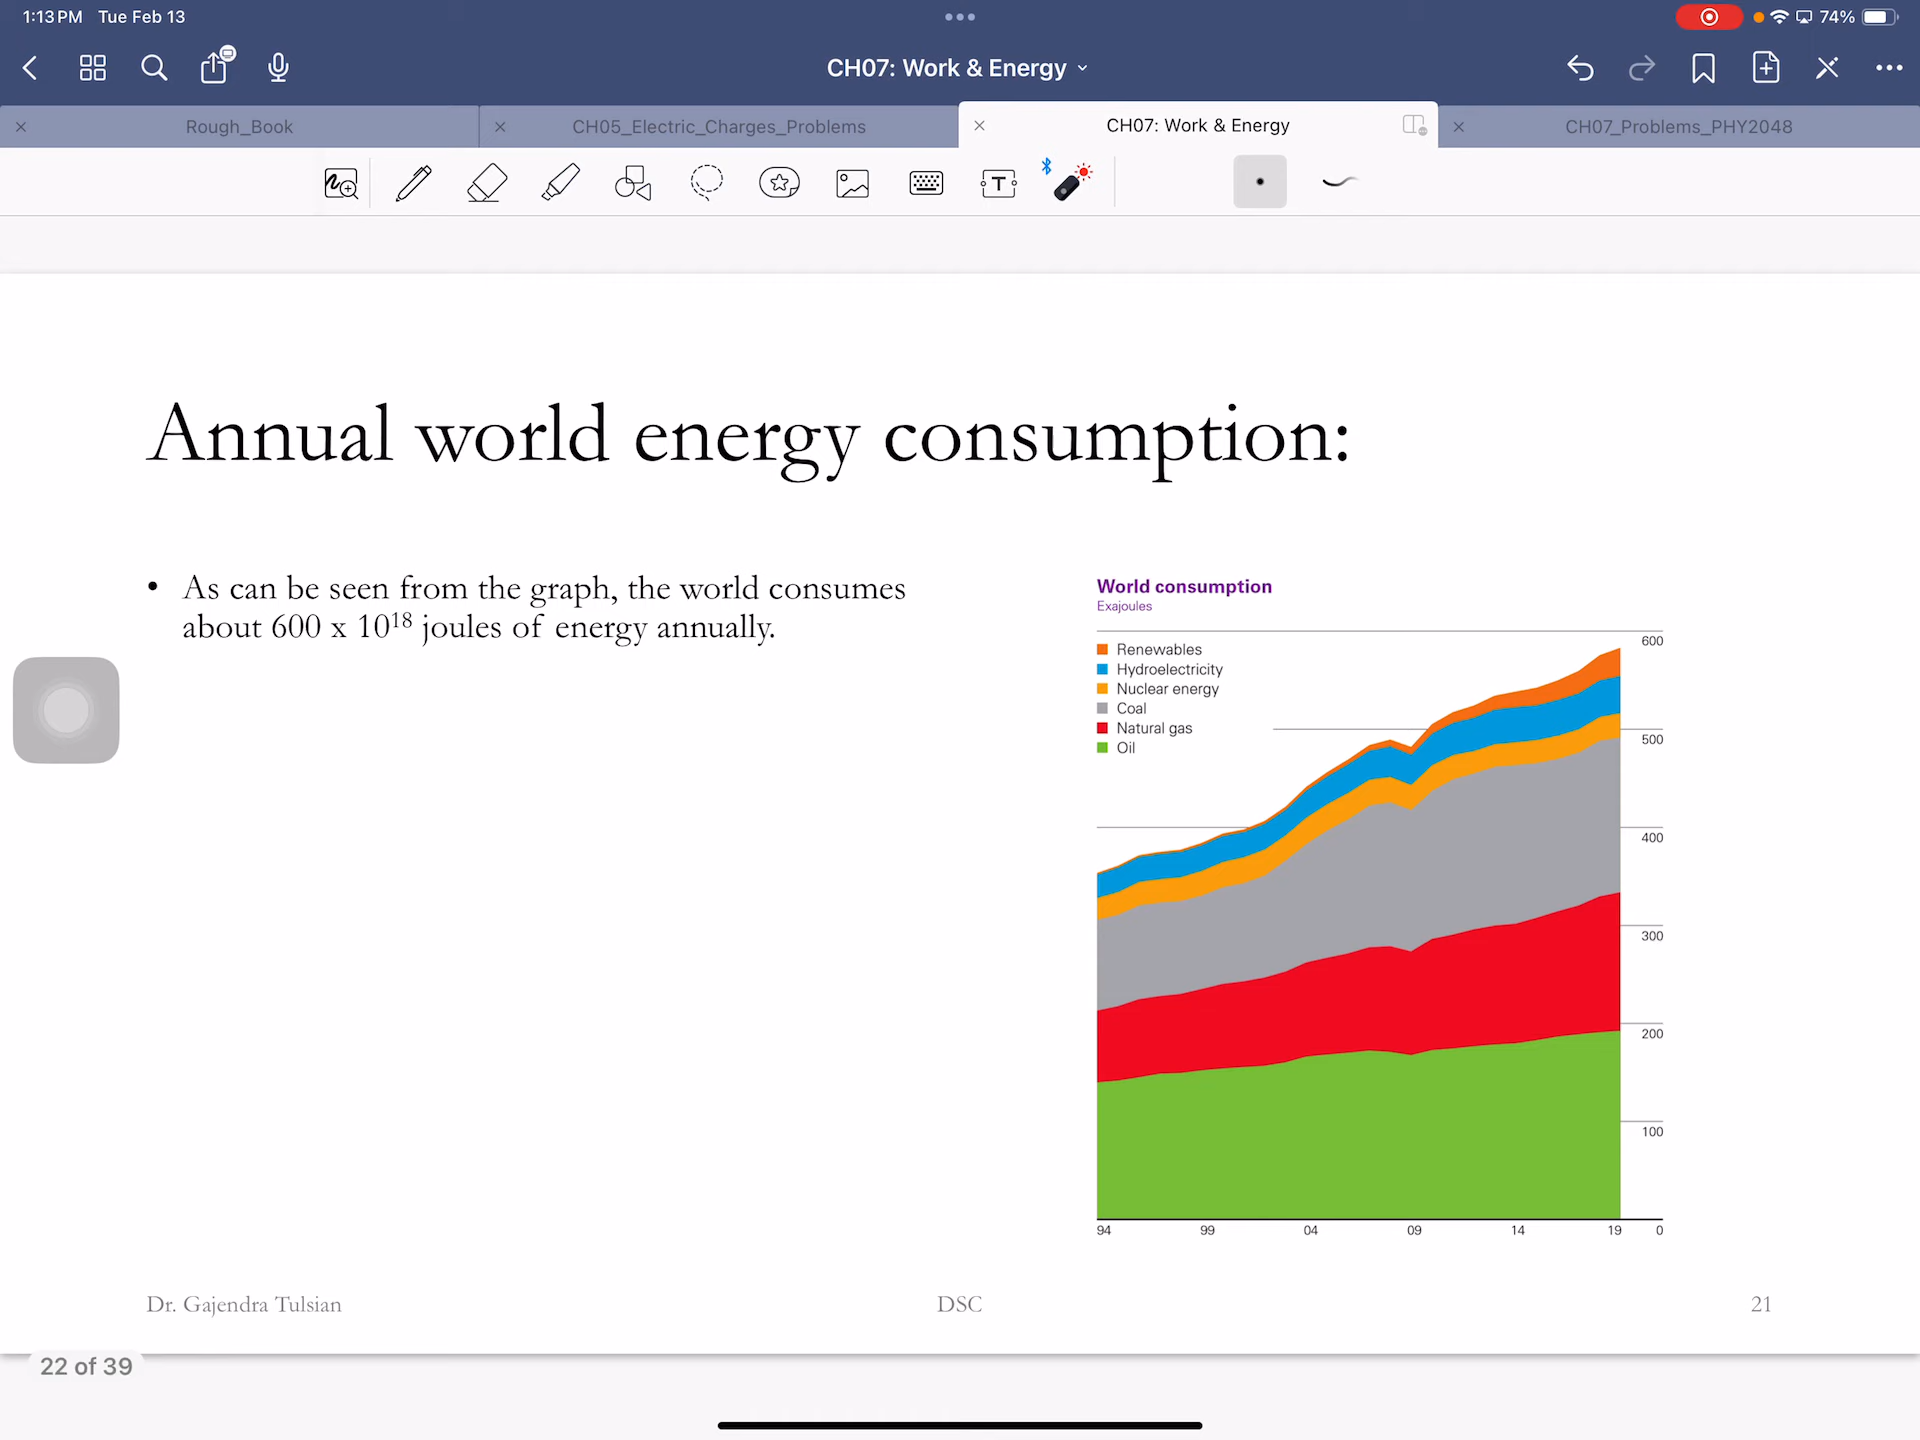 1:13 PM Tue Feb 13
74%
CH07: Work & Energy
Rough_Book
CH05_Electric_Charges_Problems
CH07: Work & Energy
CH07_Problems_PHY2048
T
Annual world energy consumption:
• As can be seen from the graph, the world consumes
about 600 x 10¹⁸ joules of energy annually.
World consumption
Exajoules
Renewables
Hydroelectricity
Nuclear energy
Coal
Natural gas
Oil
600
500
400
300
200
100
94 99 04 09 14 19 0
Dr. Gajendra Tulsian
DSC
21
22 of 39